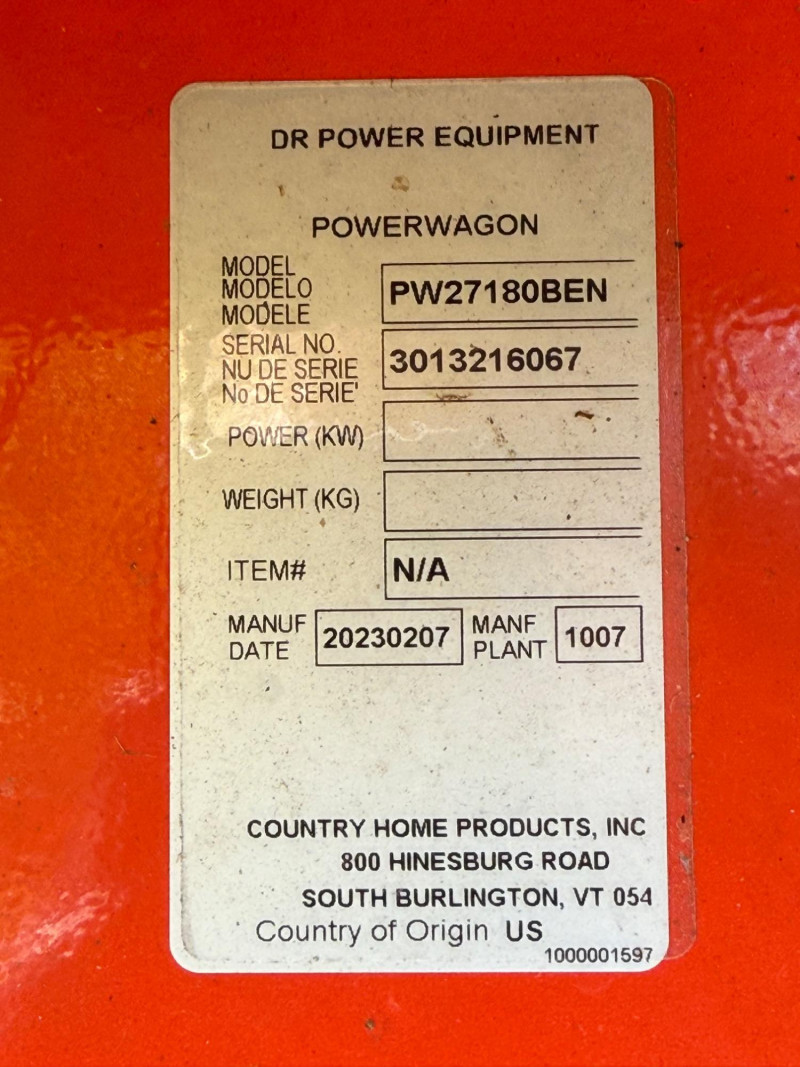 DR POWER EQUIPMENT
POWERWAGON
MODEL
MODELO
MODELE
PW27180BEN
SERIAL NO.
NU DE SERIE
No DE SERIE'
3013216067
POWER (KW)
WEIGHT (KG)
ITEM# N/A
MANUF DATE 20230207 MANF PLANT 1007
COUNTRY HOME PRODUCTS, INC
800 HINESBURG ROAD
SOUTH BURLINGTON, VT 054
Country of Origin US
1000001597